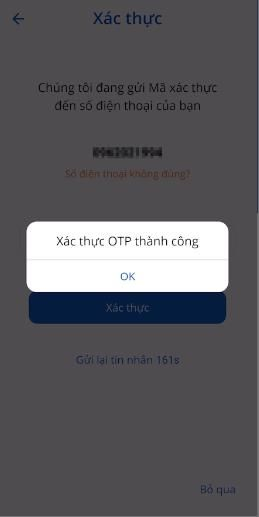 Xác thực
Chúng tôi đang gửi Mã xác thực
đến số điện thoại của bạn
Số điện thoại không đúng?
Xác thực OTP thành công
OK
Xác thực
Gửi lại tin nhắn 161s
Bỏ qua